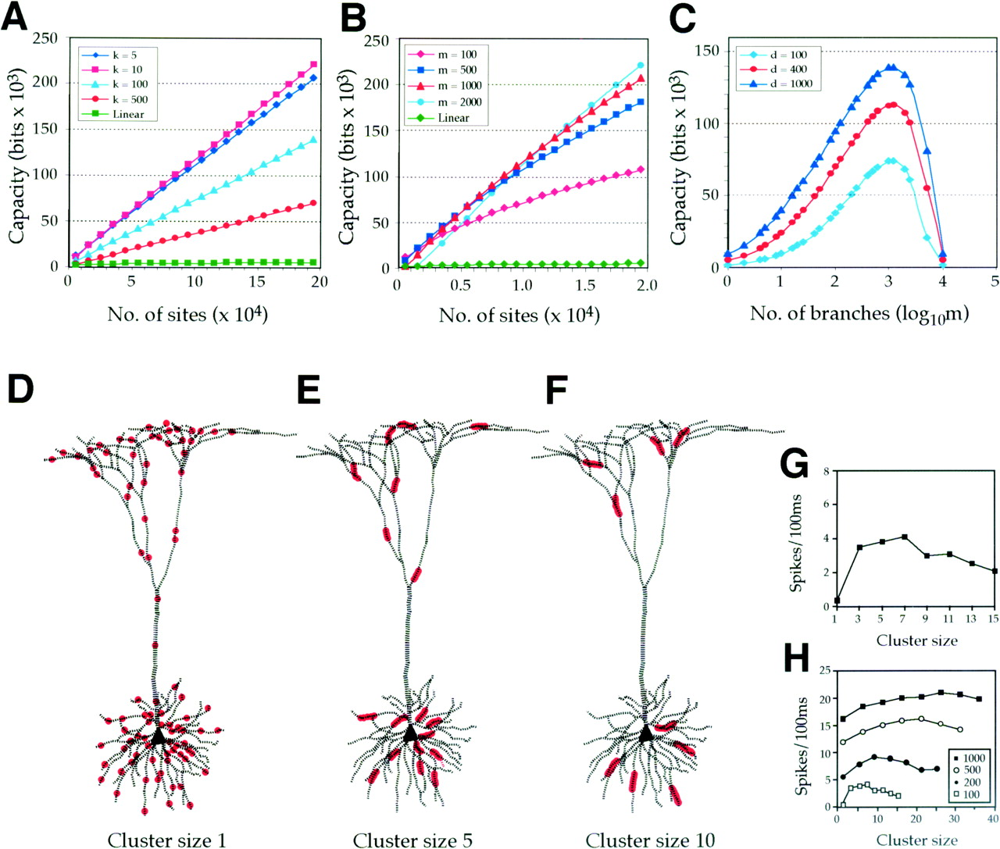 A
Capacity (bits x 10³)
250
200
150
100
50
0
k = 5
k = 10
k = 100
k = 500
Linear
0 5 10 15 20
No. of sites (x 10⁴)
B
Capacity (bits x 10³)
250
200
150
100
50
0
m = 100
m = 500
m = 1000
m = 2000
Linear
0 0.5 1.0 1.5 2.0
No. of sites (x 10⁴)
C
Capacity (bits x 10³)
150
100
50
0
d = 100
d = 400
d = 1000
0 1 2 3 4 5
No. of branches (log₁₀m)
D
Cluster size 1
E
Cluster size 5
F
Cluster size 10
G
Spikes/100ms
8
6
4
2
0
1 3 5 7 9 11 13 15
Cluster size
H
Spikes/100ms
25
20
15
10
5
0
1000
500
200
100
0 10 20 30 40
Cluster size